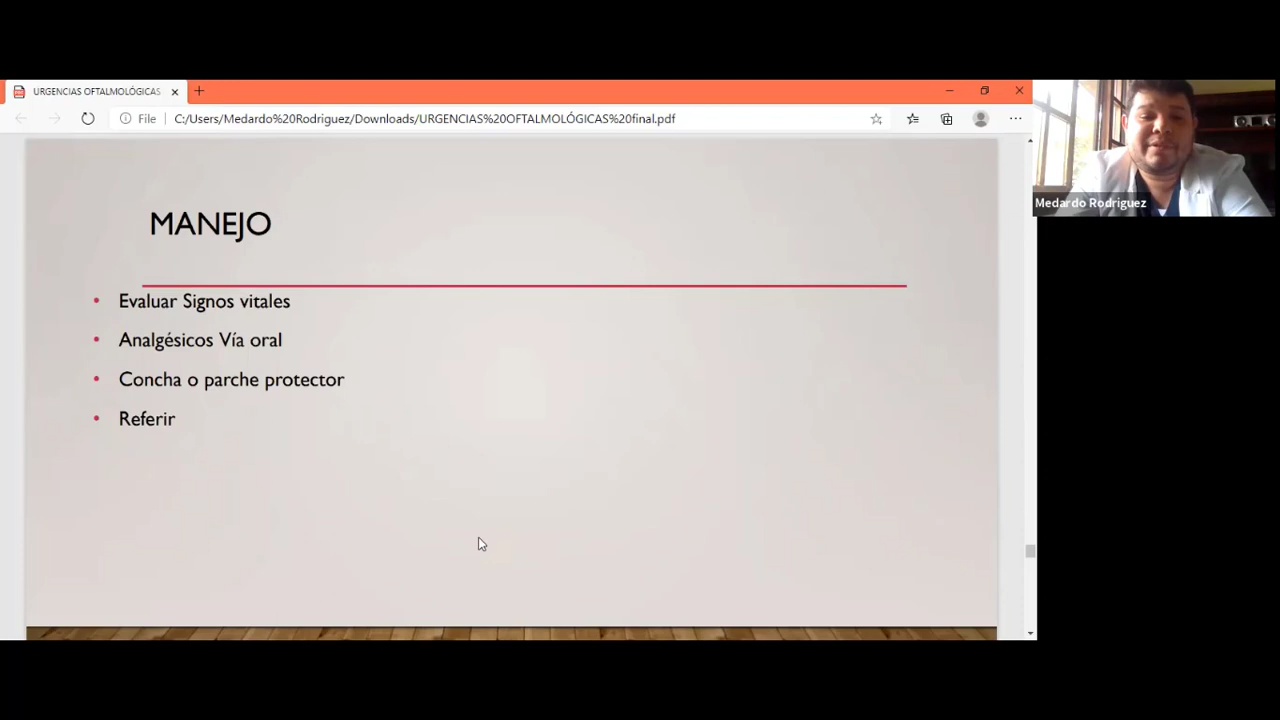 URGENCIAS OFTALMOLÓGICAS
File
C:/Users/Medardo%20Rodriguez/Downloads/URGENCIAS%20OFTALMOLÓGICAS%20final.pdf
Medardo Rodriguez
MANEJO
• Evaluar Signos vitales
• Analgésicos Vía oral
• Concha o parche protector
• Referir